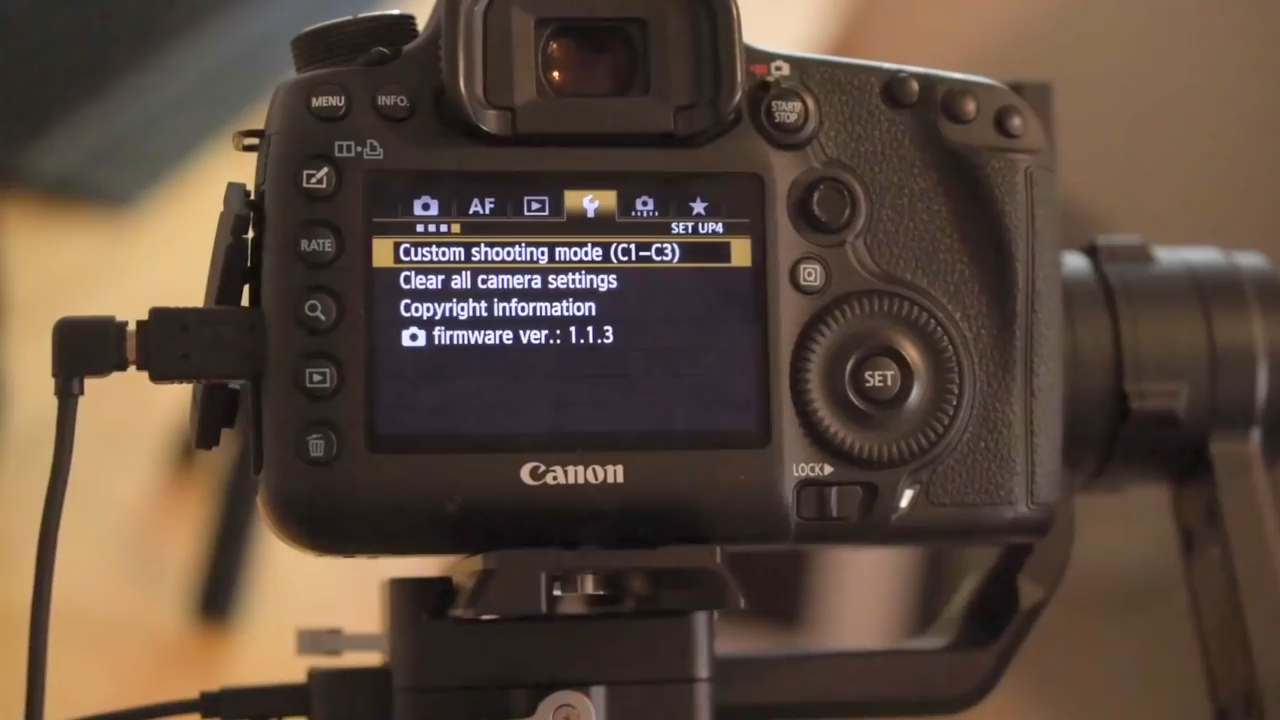 MENU INFO.
START/
STOP
AF
SET UP4
RATE
Custom shooting mode (C1–C3)
Clear all camera settings
Copyright information
firmware ver.: 1.1.3
Q
SET
LOCK▶
Canon